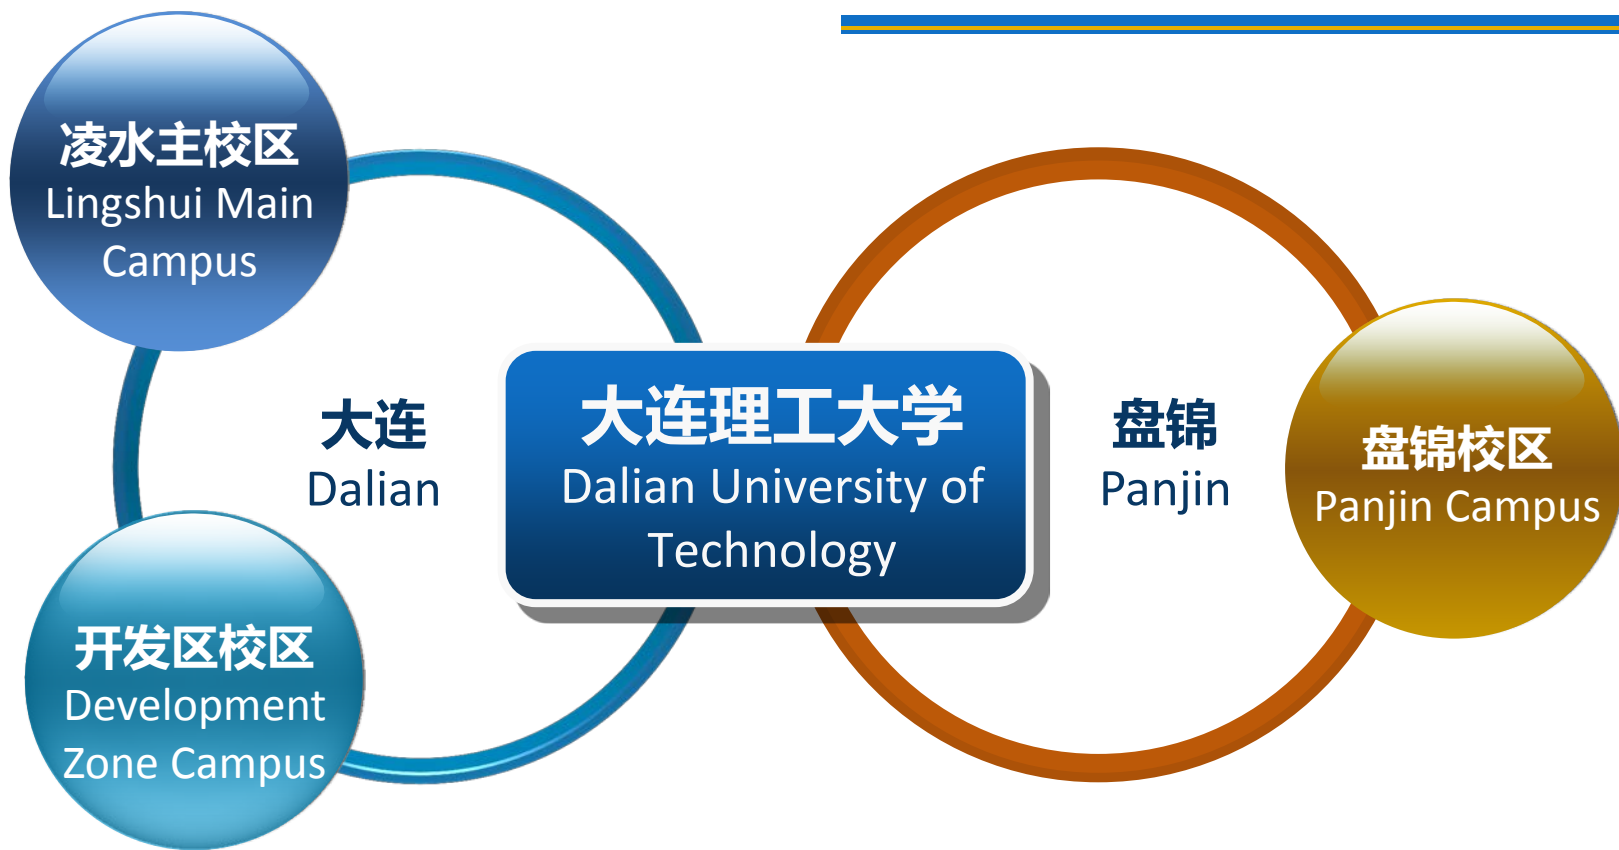 凌水主校区
Lingshui Main
Campus
大连
Dalian
开发区校区
Development
Zone Campus
大连理工大学
Dalian University of
Technology
盘锦
Panjin
盘锦校区
Panjin Campus